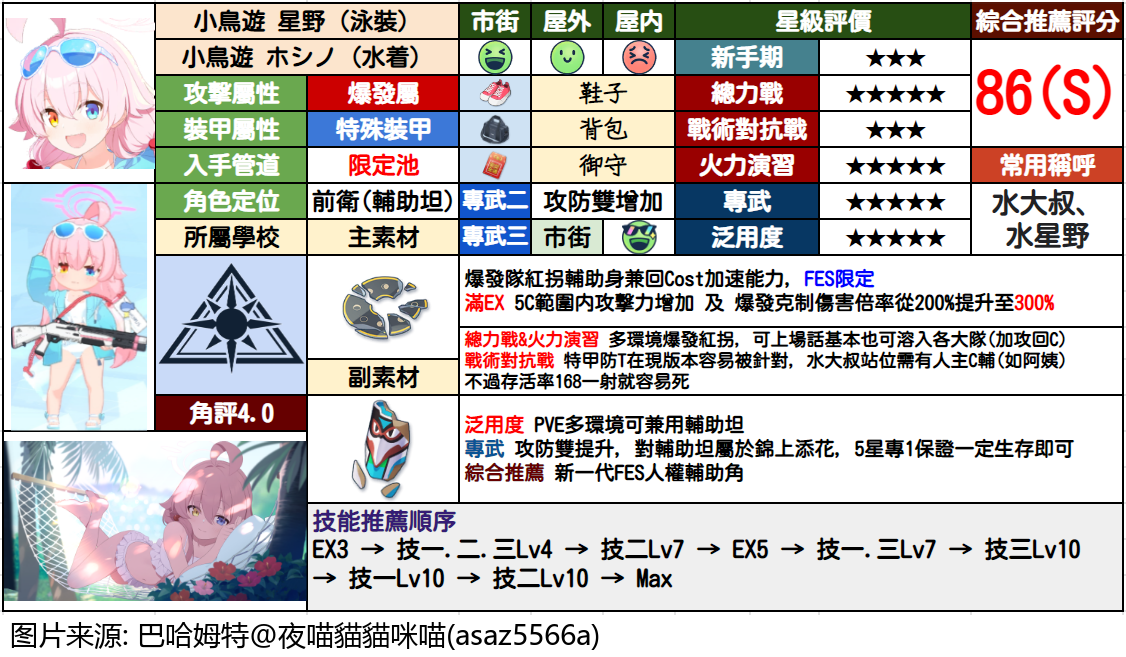 小鳥遊 星野 (泳裝)
市街 屋外 屋內 星級評價 綜合推薦評分
小鳥遊 ホシノ (水着)
新手期 ★★★
86(S)
攻擊屬性 爆發屬 鞋子 總力戰 ★★★★★
裝甲屬性 特殊裝甲 背包 戰術對抗戰 ★★★
入手管道 限定池 御守 火力演習 ★★★★★ 常用稱呼
角色定位 前衛(輔助坦) 專武二 攻防雙增加 專武 ★★★★★ 水大叔、
所屬學校 主素材 專武三 市街 泛用度 ★★★★★ 水星野
爆發隊紅拐輔助身兼回Cost加速能力, FES限定
滿EX 5C範圍內攻擊力增加 及 爆發克制傷害倍率從200%提升至300%
總力戰&火力演習 多環境爆發紅拐, 可上場話基本也可溶入各大隊(加攻回C)
戰術對抗戰 特甲防T在現版本容易被針對, 水大叔站位需有人主C輔(如阿姨)
不過存活率168一射就容易死
副素材
角評4.0
泛用度 PVE多環境可兼用輔助坦
專武 攻防雙提升, 對輔助坦屬於錦上添花, 5星專1保證一定生存即可
綜合推薦 新一代FES人權輔助角
技能推薦順序
EX3 → 技一.二.三Lv4 → 技二Lv7 → EX5 → 技一.三Lv7 → 技三Lv10
→ 技一Lv10 → 技二Lv10 → Max
图片来源: 巴哈姆特@夜喵貓貓咪喵(asaz5566a)